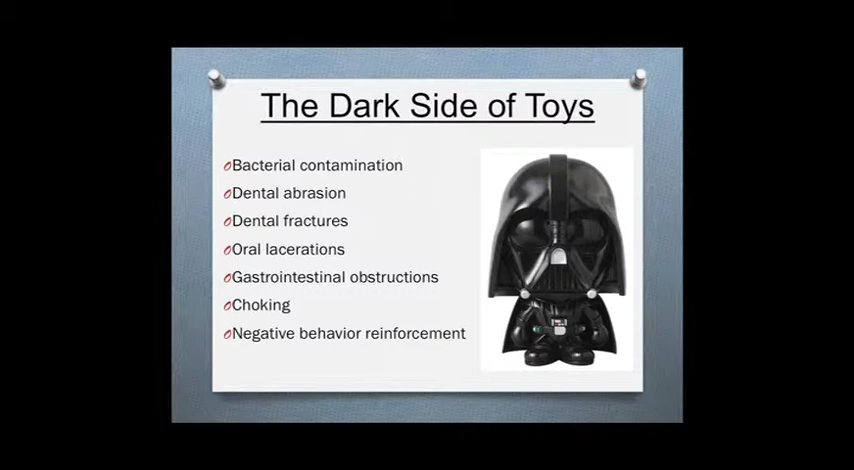 The Dark Side of Toys
Bacterial contamination
Dental abrasion
Dental fractures
Oral lacerations
Gastrointestinal obstructions
Choking
Negative behavior reinforcement